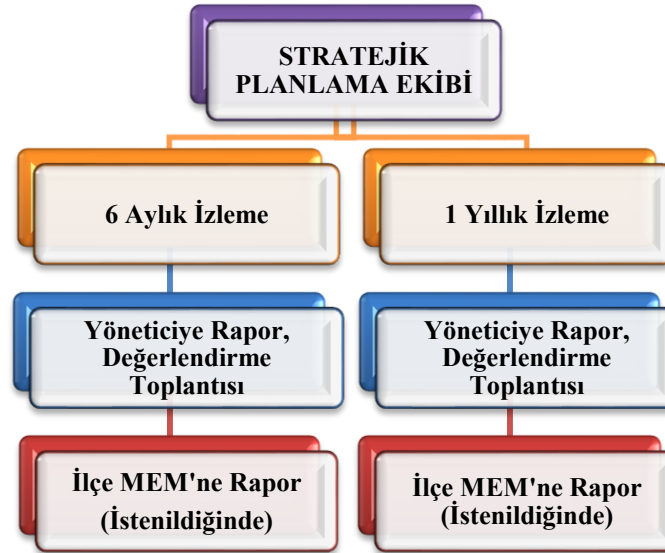 STRATEJİK
PLANLAMA EKİBİ
6 Aylık İzleme
1 Yıllık İzleme
Yöneticiye Rapor,
Değerlendirme
Toplantısı
Yöneticiye Rapor,
Değerlendirme
Toplantısı
İlçe MEM'ne Rapor
(İstenildiğinde)
İlçe MEM'ne Rapor
(İstenildiğinde)